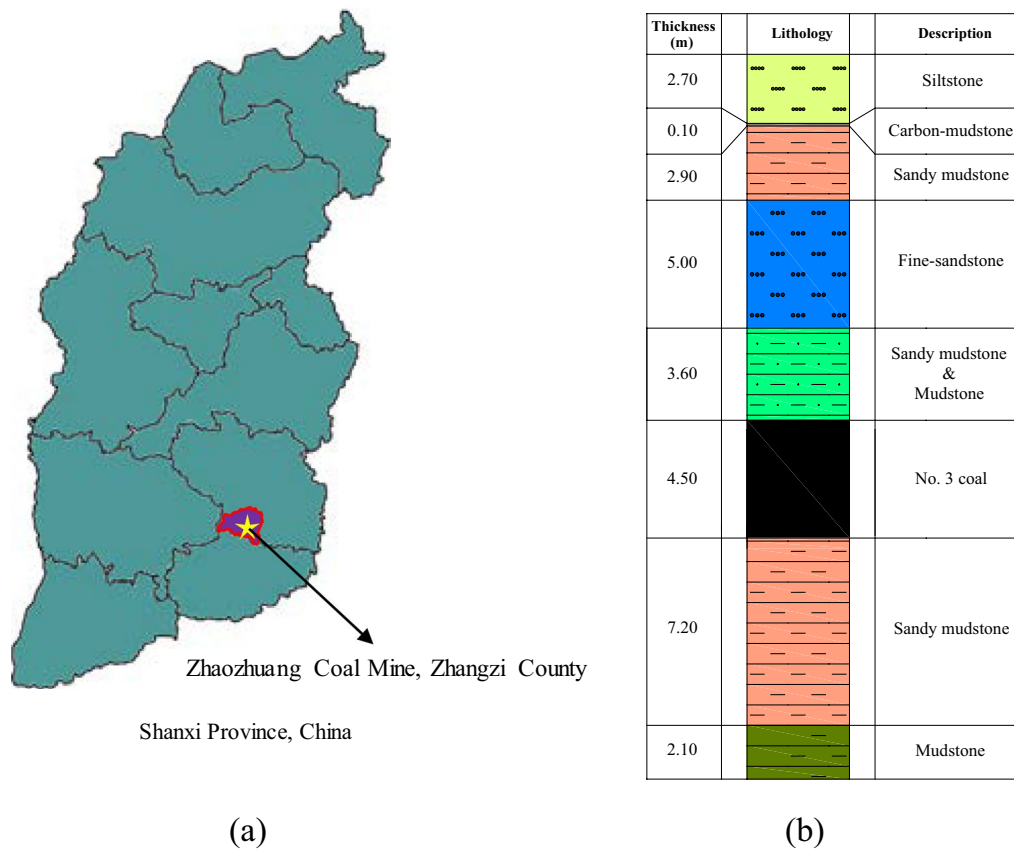 Zhaozhuang Coal Mine, Zhangzi County
Shanxi Province, China
(a)
Thickness (m) Lithology Description
2.70 Siltstone
0.10 Carbon-mudstone
2.90 Sandy mudstone
5.00 Fine-sandstone
3.60 Sandy mudstone & Mudstone
4.50 No. 3 coal
7.20 Sandy mudstone
2.10 Mudstone
(b)